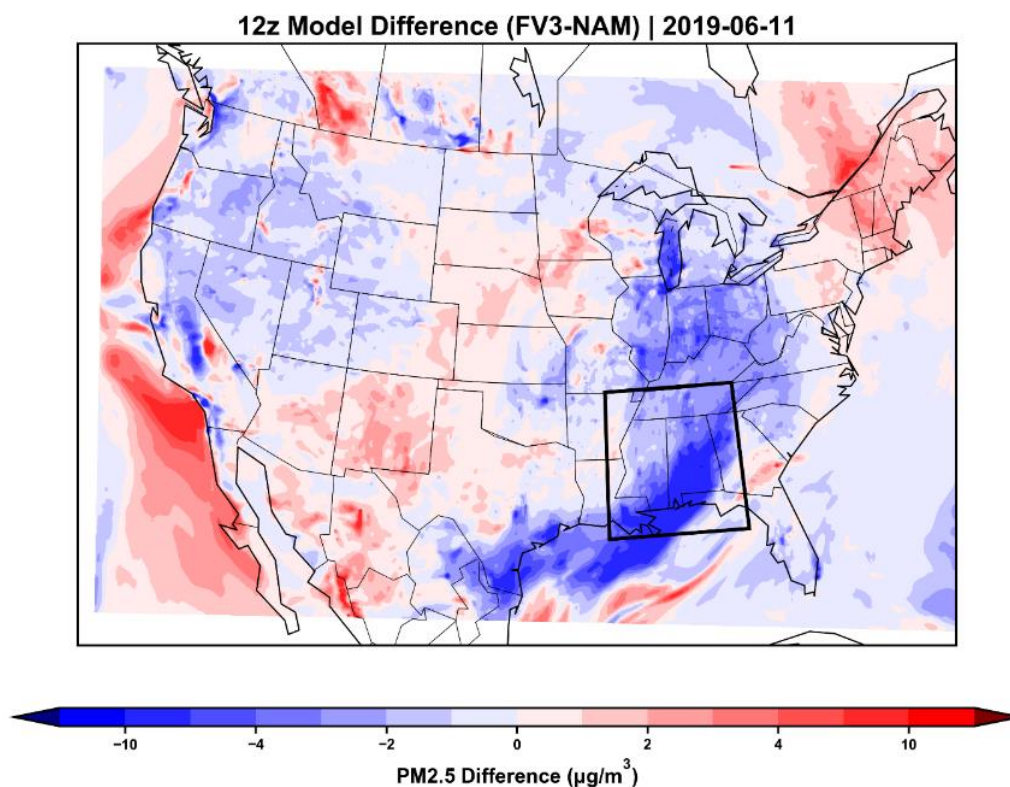 12z Model Difference (FV3-NAM) | 2019-06-11
−10 −4 −2 0 2 4 10
PM2.5 Difference (μg/m³)